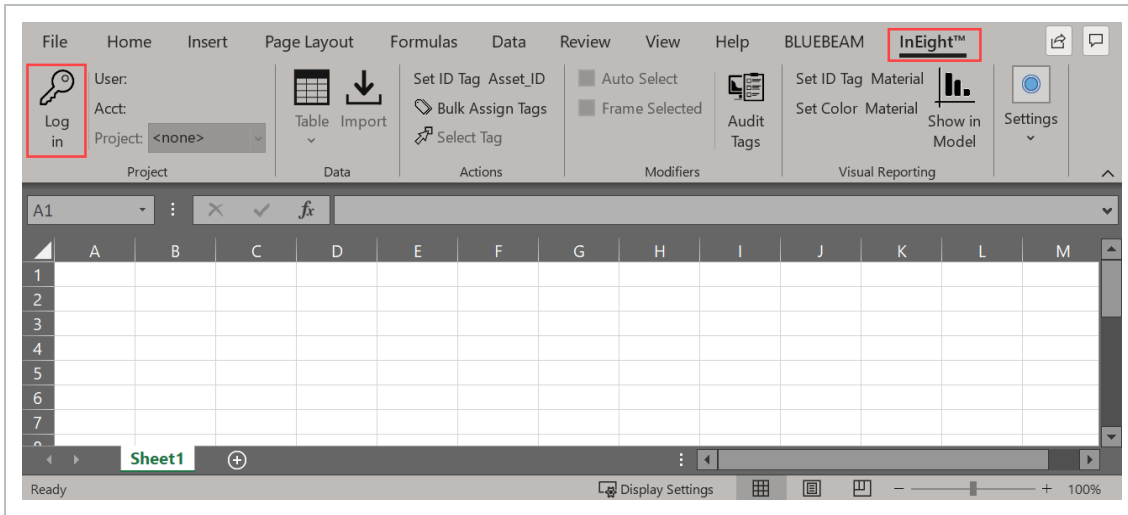 File Home Insert Page Layout Formulas Data Review View Help BLUEBEAM InEight™
Log in
User:
Acct:
Project: <none>
Project
Table Import
Data
Set ID Tag Asset_ID
Bulk Assign Tags
Select Tag
Actions
Auto Select
Frame Selected
Audit Tags
Modifiers
Set ID Tag Material
Set Color Material
Show in Model
Visual Reporting
Settings
A1 fx
A B C D E F G H I J K L M
1
2
3
4
5
6
7
Sheet1
Ready Display Settings 100%